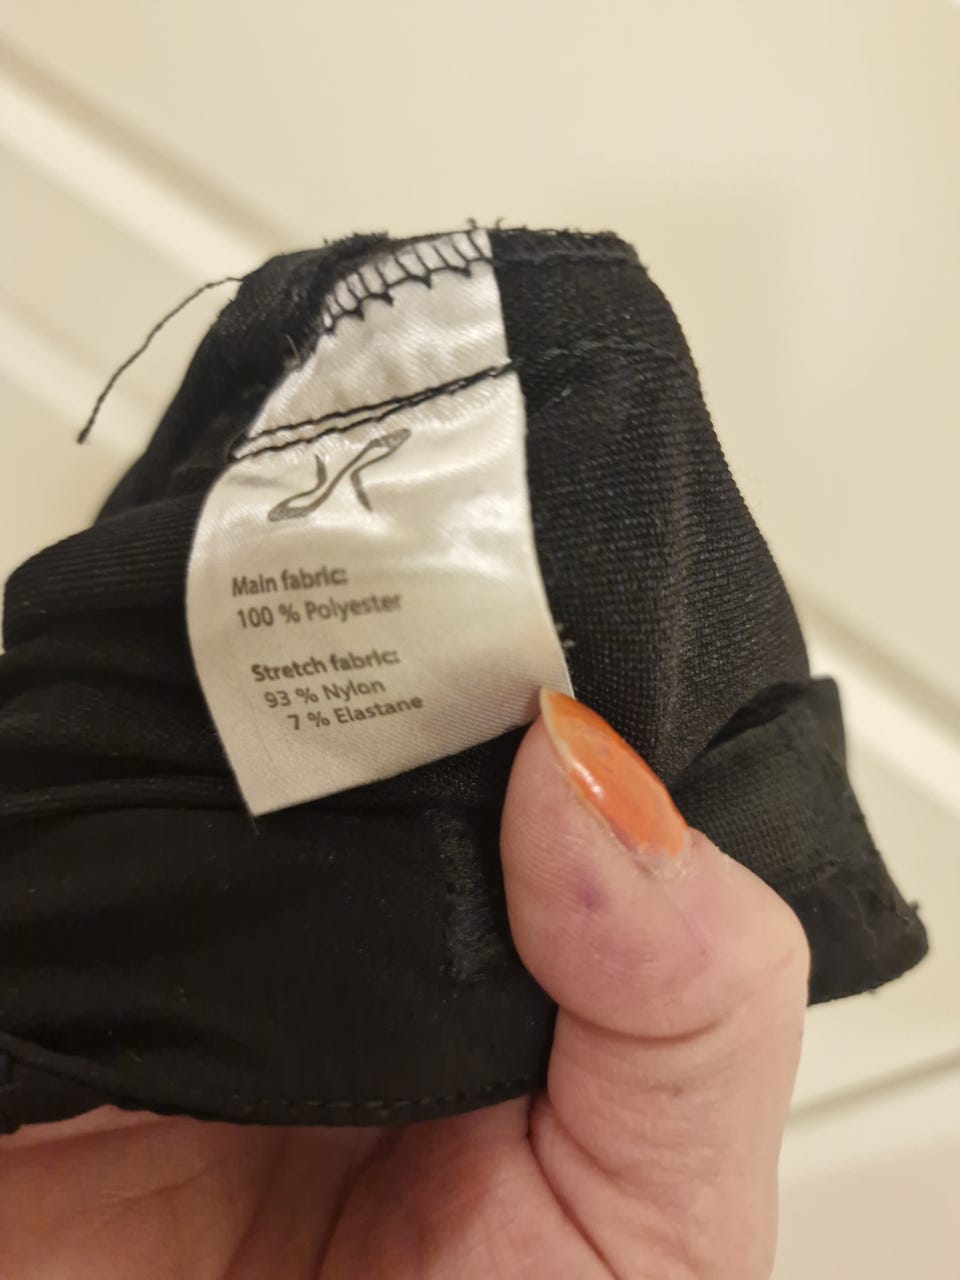 Main fabric:
100 % Polyester
Stretch fabric:
93 % Nylon
7 % Elastane